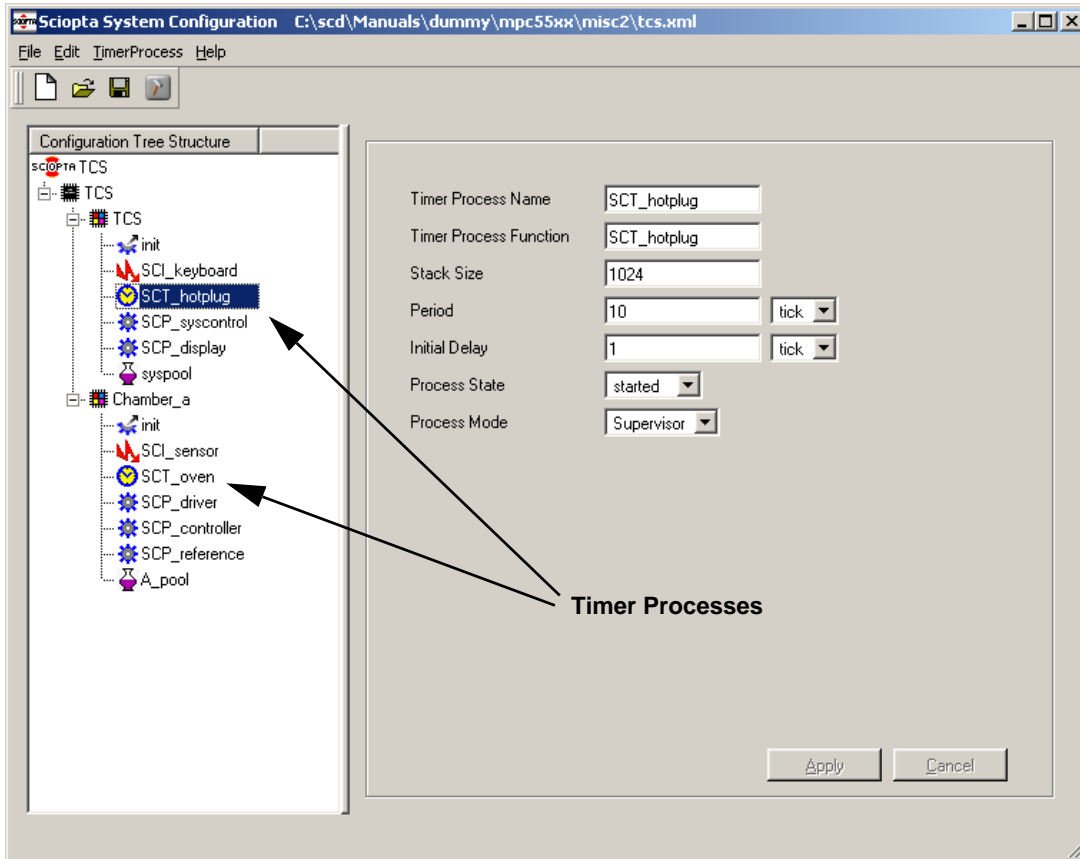 Sciopta System Configuration C:\scd\Manuals\dummy\mpc55xx\misc2\tcs.xml
File Edit TimerProcess Help
Configuration Tree Structure
SCIOPTA TCS
TCS
TCS
init
SCI_keyboard
SCT_hotplug
SCP_syscontrol
SCP_display
syspool
Chamber_a
init
SCI_sensor
SCT_oven
SCP_driver
SCP_controller
SCP_reference
A_pool
Timer Process Name SCT_hotplug
Timer Process Function SCT_hotplug
Stack Size 1024
Period 10 tick
Initial Delay 1 tick
Process State started
Process Mode Supervisor
Timer Processes
Apply Cancel